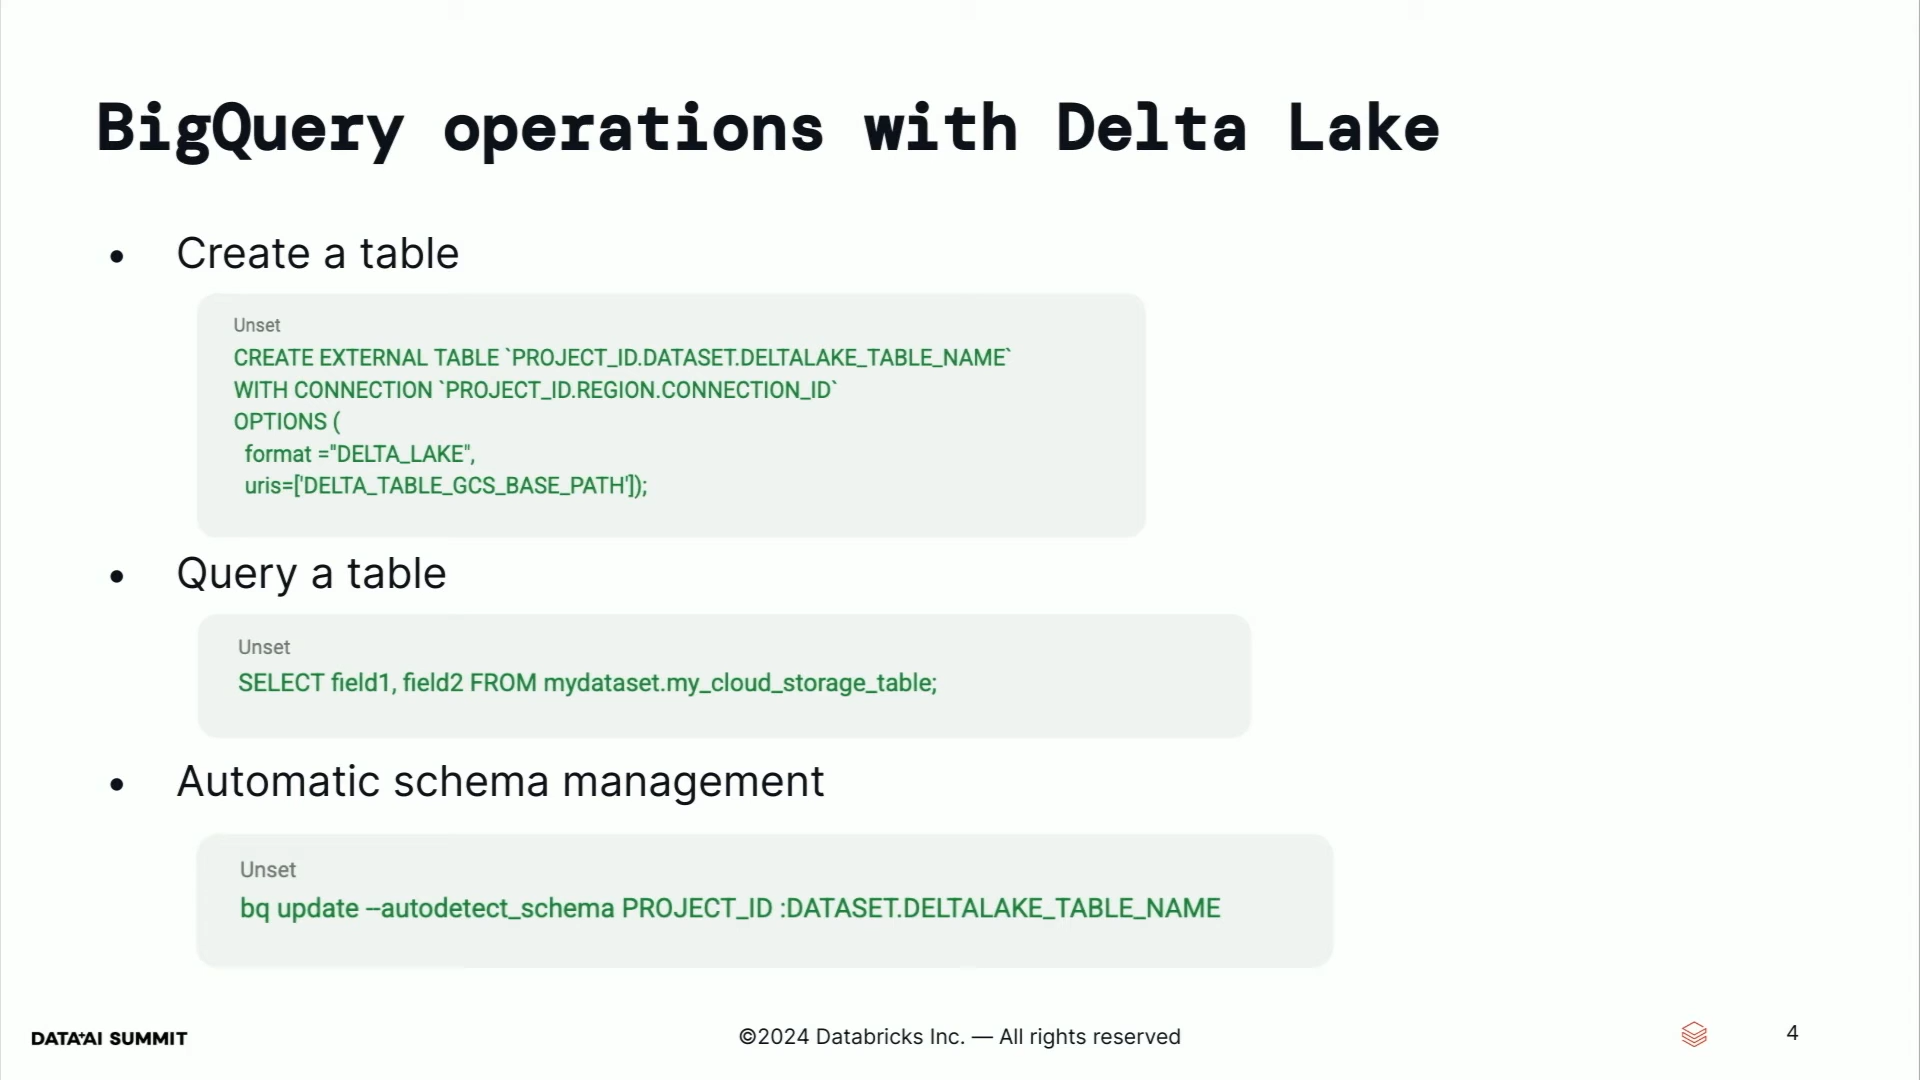 BigQuery operations with Delta Lake
• Create a table
Unset
CREATE EXTERNAL TABLE `PROJECT_ID.DATASET.DELTALAKE_TABLE_NAME`
WITH CONNECTION `PROJECT_ID.REGION.CONNECTION_ID`
OPTIONS (
format ="DELTA_LAKE",
uris=['DELTA_TABLE_GCS_BASE_PATH']);
• Query a table
Unset
SELECT field1, field2 FROM mydataset.my_cloud_storage_table;
• Automatic schema management
Unset
bq update --autodetect_schema PROJECT_ID :DATASET.DELTALAKE_TABLE_NAME
DATA+AI SUMMIT
©2024 Databricks Inc. — All rights reserved
4